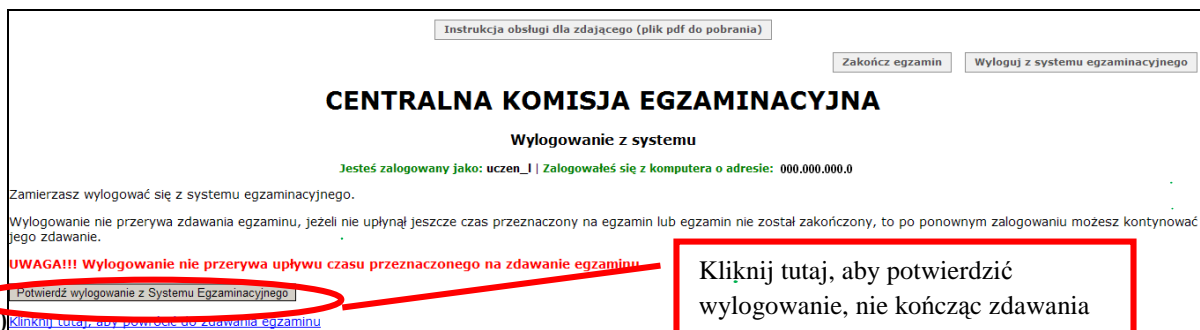 Instrukcja obsługi dla zdającego (plik pdf do pobrania)
Zakończ egzamin
Wyloguj z systemu egzaminacyjnego
CENTRALNA KOMISJA EGZAMINACYJNA
Wylogowanie z systemu
Jesteś zalogowany jako: uczen_l | Zalogowałeś się z komputera o adresie: 000.000.000.0
Zamierzasz wylogować się z systemu egzaminacyjnego.
Wylogowanie nie przerywa zdawania egzaminu, jeżeli nie upłynął jeszcze czas przeznaczony na egzamin lub egzamin nie został zakończony, to po ponownym zalogowaniu możesz kontynować
jego zdawanie.
UWAGA!!! Wylogowanie nie przerywa upływu czasu przeznaczonego na zdawanie egzaminu
Potwierdź wylogowanie z Systemu Egzaminacyjnego
Klinknij tutaj, aby powrócić do zdawania egzaminu
Kliknij tutaj, aby potwierdzić
wylogowanie, nie kończąc zdawania